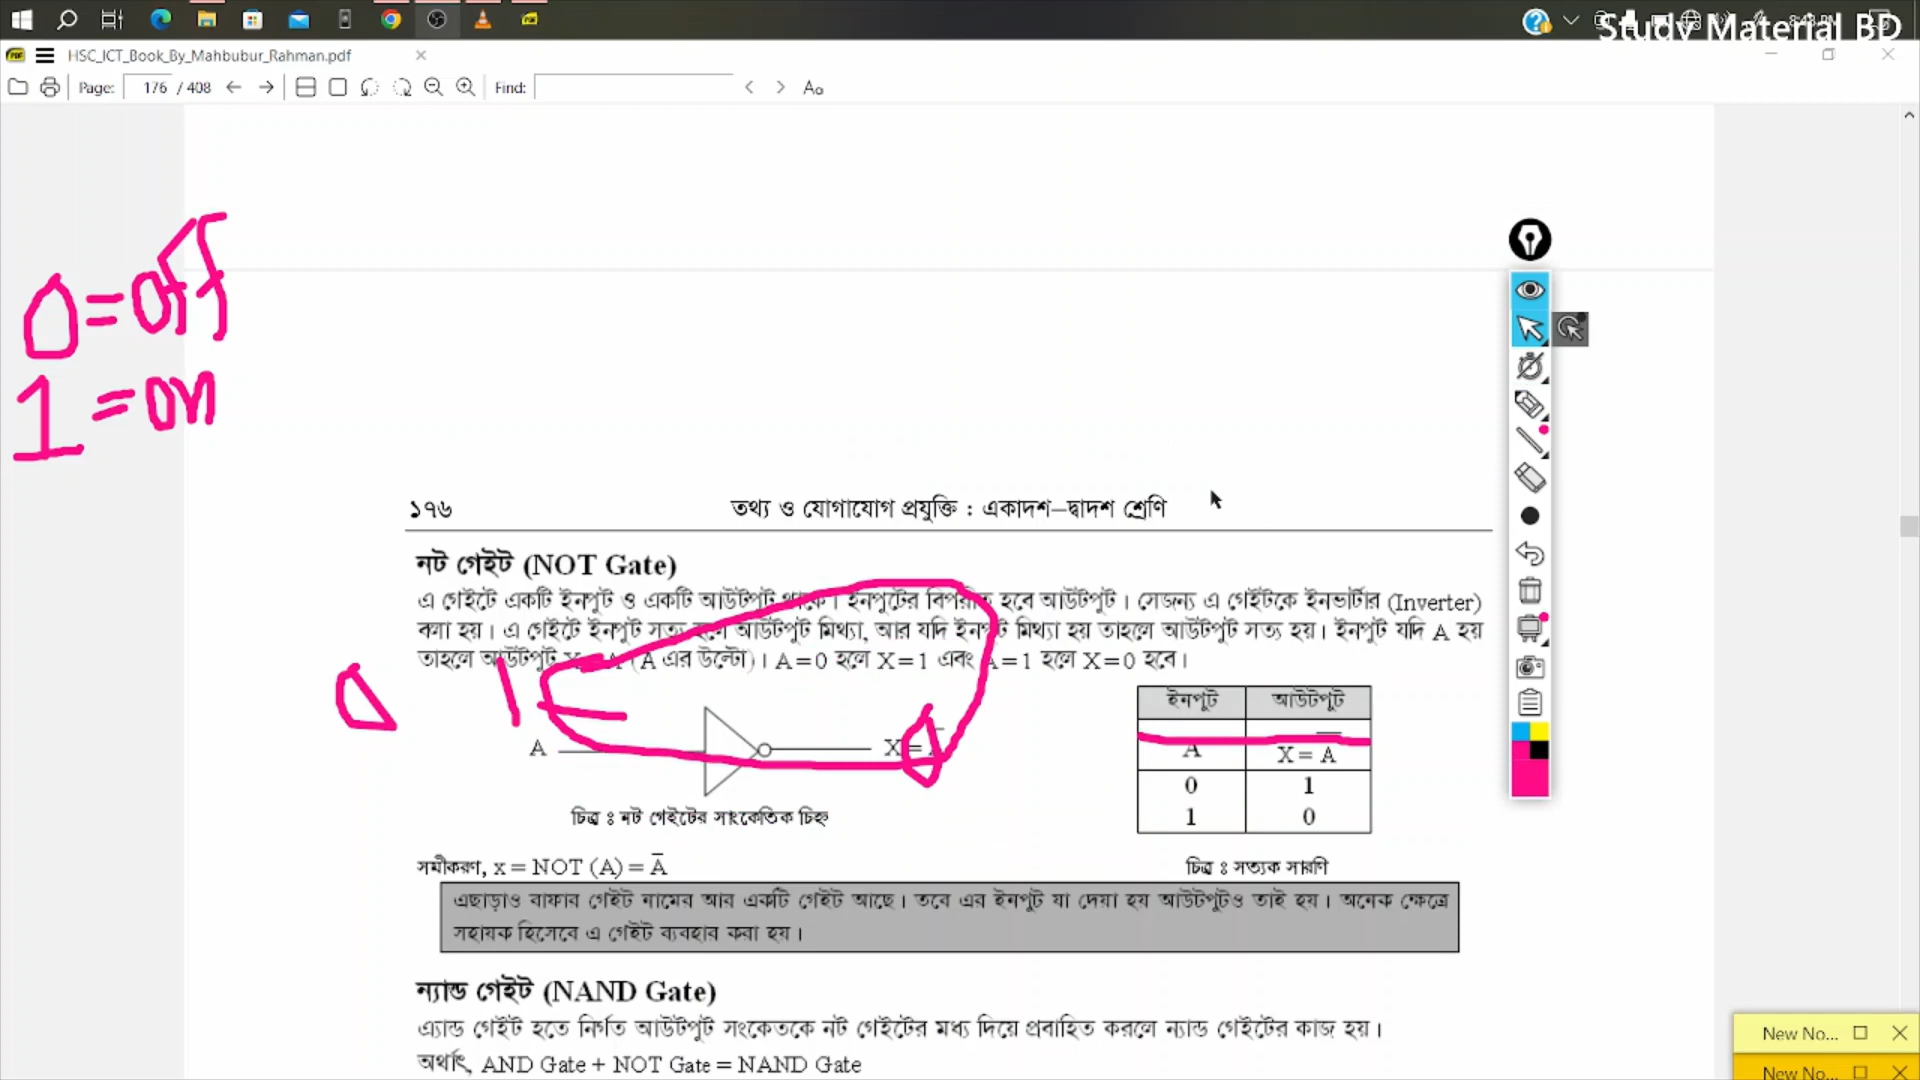 Study Material BD
HSC_ICT_Book_By_Mahbubur_Rahman.pdf
Page: 176 / 408 Find:
0=off
1=on
১৭৬ তথ্য ও যোগাযোগ প্রযুক্তি : একাদশ–দ্বাদশ শ্রেণি
নট গেইট (NOT Gate)
এ গেইটে একটি ইনপুট ও একটি আউটপুট থাকে। ইনপুটের বিপরীত হবে আউটপুট। সেজন্য এ গেইটকে ইনভার্টার (Inverter)
বলা হয়। এ গেইটে ইনপুট সত্য হলে আউটপুট মিথ্যা, আর যদি ইনপুট মিথ্যা হয় তাহলে আউটপুট সত্য হয়। ইনপুট যদি A হয়
তাহলে আউটপুট (A এর উল্টো)। A=0 হলে X=1 এবং A=1 হলে X=0 হবে।
0 1
ইনপুট আউটপুট
A X = A̅
0 1
1 0
A X =
চিত্র ঃ নট গেইটের সাংকেতিক চিহ্ন
সমীকরণ, x = NOT (A) = A̅ চিত্র ঃ সত্যক সারণি
এছাড়াও বাফার গেইট নামের আর একটি গেইট আছে। তবে এর ইনপুট যা দেয়া হয় আউটপুটও তাই হয়। অনেক ক্ষেত্রে
সহায়ক হিসেবে এ গেইট ব্যবহার করা হয়।
ন্যান্ড গেইট (NAND Gate)
এ্যান্ড গেইট হতে নির্গত আউটপুট সংকেতকে নট গেইটের মধ্য দিয়ে প্রবাহিত করলে ন্যান্ড গেইটের কাজ হয়।
অর্থাৎ, AND Gate + NOT Gate = NAND Gate
New No...
New No...